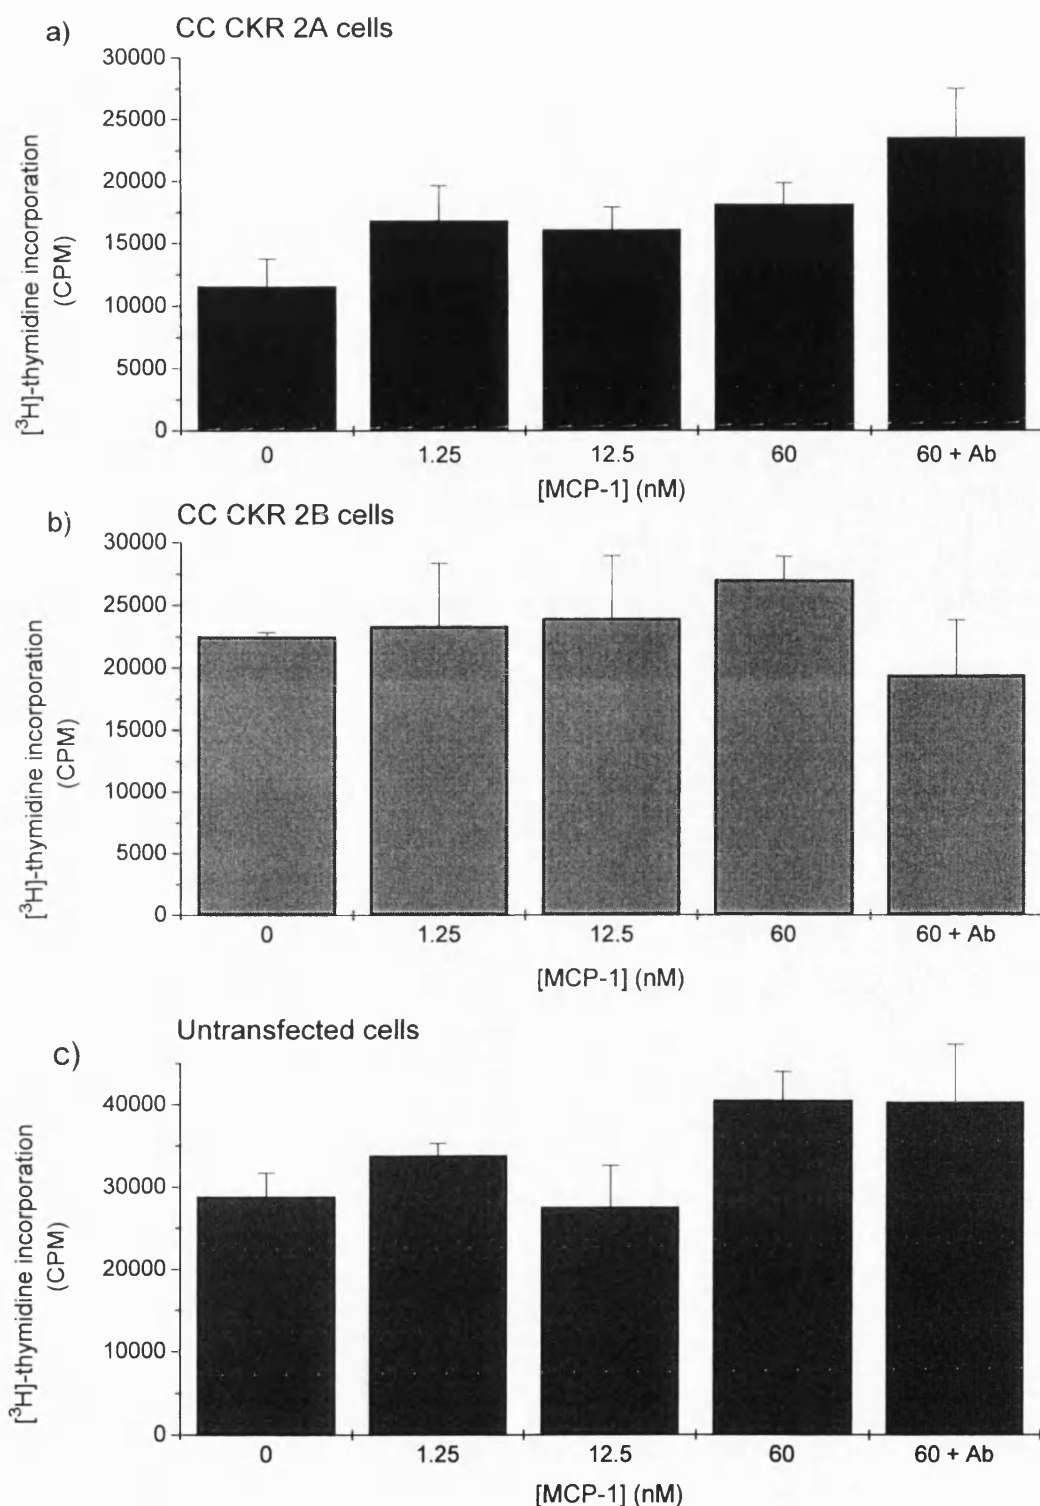 a) CC CKR 2A cells
[³H]-thymidine incorporation
(CPM)
30000
25000
20000
15000
10000
5000
0
0 1.25 12.5 60 60 + Ab
[MCP-1] (nM)
b) CC CKR 2B cells
[³H]-thymidine incorporation
(CPM)
30000
25000
20000
15000
10000
5000
0
0 1.25 12.5 60 60 + Ab
[MCP-1] (nM)
c) Untransfected cells
[³H]-thymidine incorporation
(CPM)
40000
30000
20000
10000
0
0 1.25 12.5 60 60 + Ab
[MCP-1] (nM)